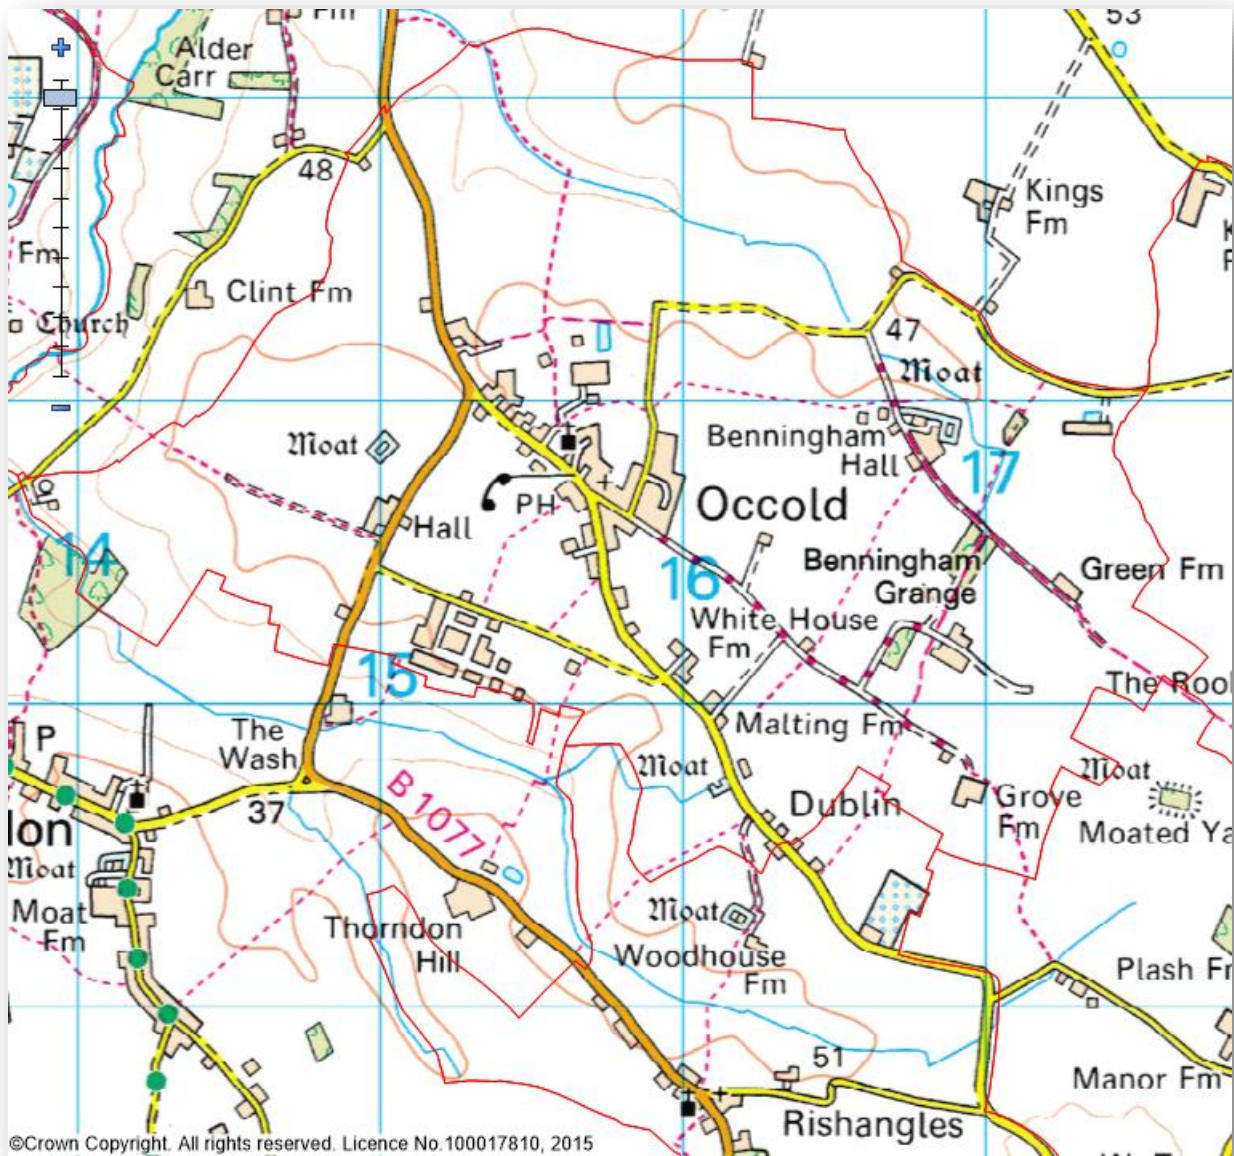 53
Fm
Alder
Carr
48
Kings
Fm
Fm
Clint Fm
Church
47
Moat
Benningham
Hall
17
Moat
PH
Occold
Hall
14
16
Benningham
Grange
Green Fm
White House
Fm
15
The Rool
The
Wash
P
Malting Fm
Moat
Moat
37
B 1077
Dublin
Grove
Fm
Moated Ya
lon
Moat
Moat
Fm
Moat
Thorndon
Hill
Woodhouse
Fm
Plash Fr
51
Manor Fm
Rishangles
©Crown Copyright. All rights reserved. Licence No.100017810, 2015